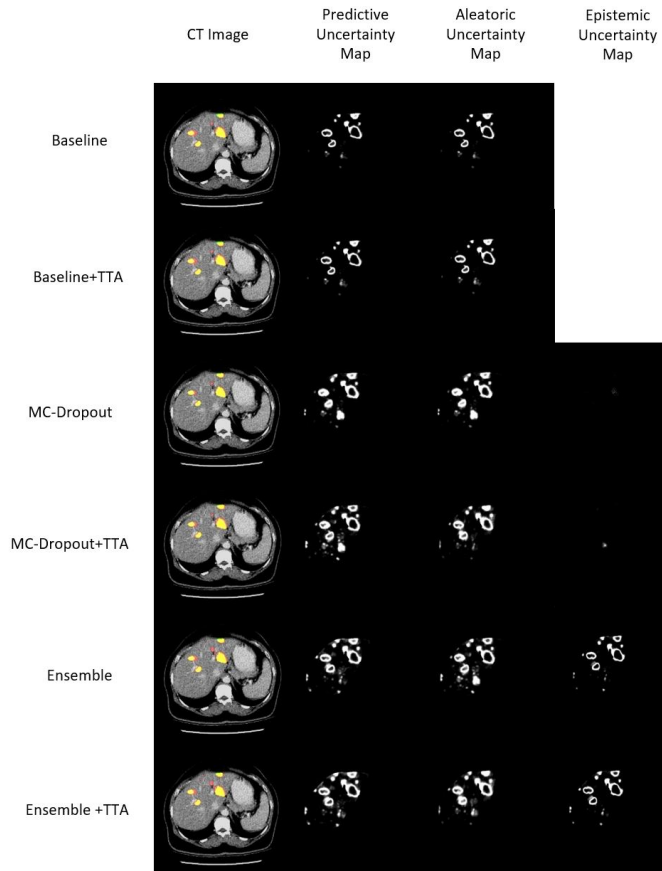 CT Image
Predictive
Uncertainty
Map
Aleatoric
Uncertainty
Map
Epistemic
Uncertainty
Map
Baseline
Baseline+TTA
MC-Dropout
MC-Dropout+TTA
Ensemble
Ensemble +TTA